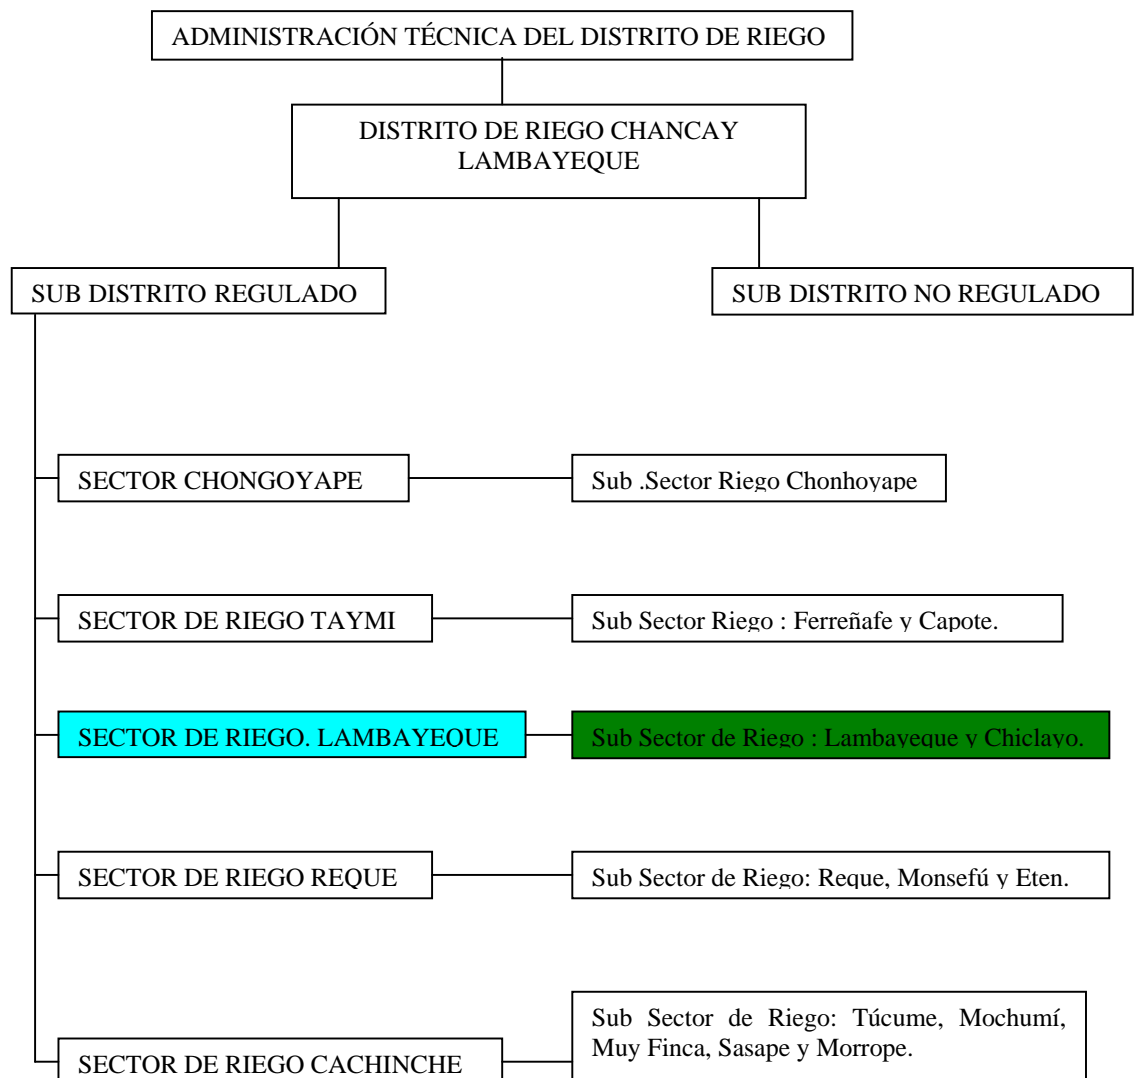 ADMINISTRACIÓN TÉCNICA DEL DISTRITO DE RIEGO
DISTRITO DE RIEGO CHANCAY
LAMBAYEQUE
SUB DISTRITO REGULADO
SUB DISTRITO NO REGULADO
SECTOR CHONGOYAPE
Sub .Sector Riego Chonhoyape
SECTOR DE RIEGO TAYMI
Sub Sector Riego : Ferreñafe y Capote.
SECTOR DE RIEGO. LAMBAYEQUE
Sub Sector de Riego : Lambayeque y Chiclayo.
SECTOR DE RIEGO REQUE
Sub Sector de Riego: Reque, Monsefú y Eten.
SECTOR DE RIEGO CACHINCHE
Sub Sector de Riego: Túcume, Mochumí,
Muy Finca, Sasape y Morrope.